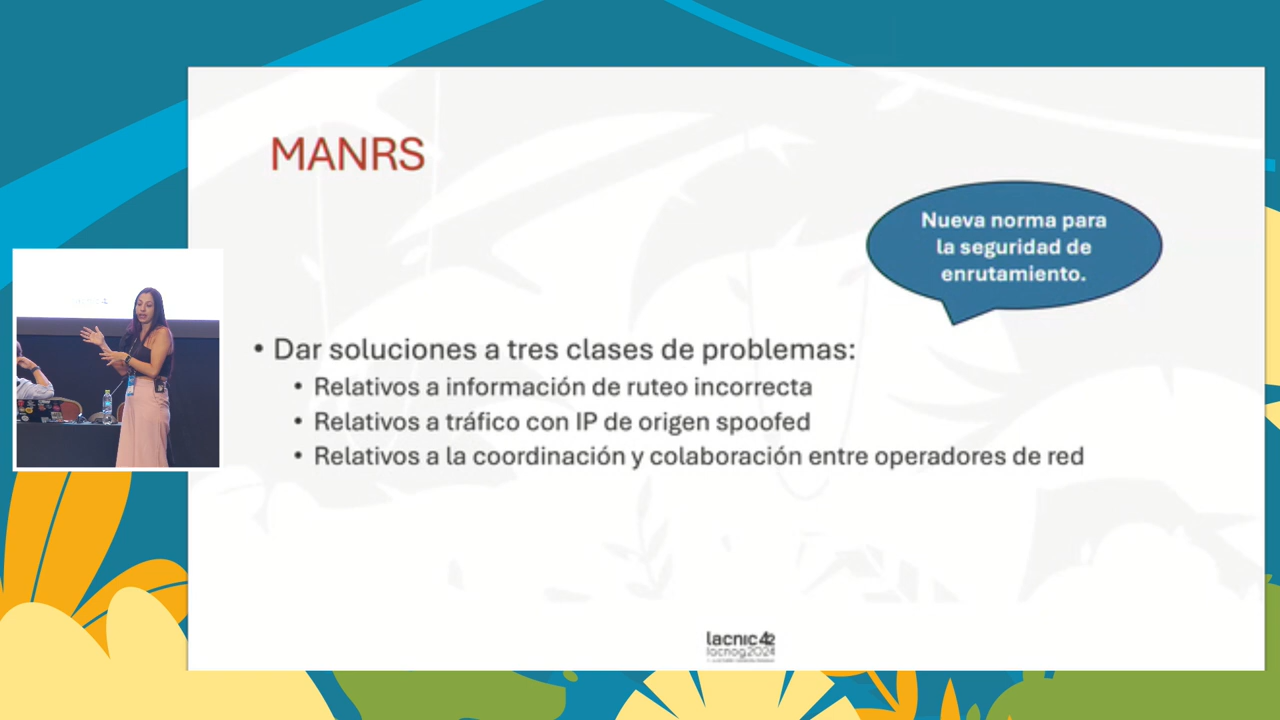 MANRS
Nueva norma para
la seguridad de
enrutamiento.
• Dar soluciones a tres clases de problemas:
• Relativos a información de ruteo incorrecta
• Relativos a tráfico con IP de origen spoofed
• Relativos a la coordinación y colaboración entre operadores de red
lacnic42
lacnog2024